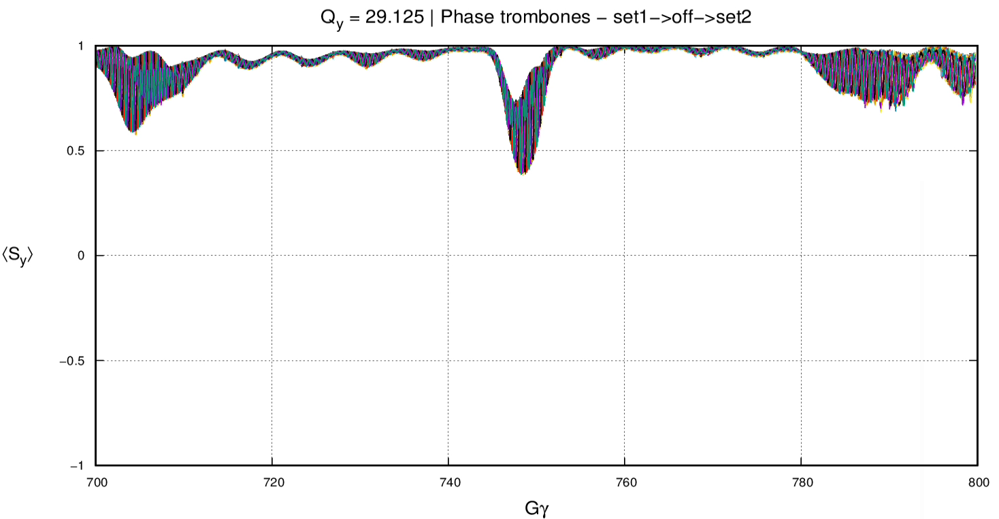 Q_y = 29.125 | Phase trombones − set1−>off−>set2
1
0.5
0
−0.5
−1
⟨S_y⟩
700 720 740 760 780 800
Gγ